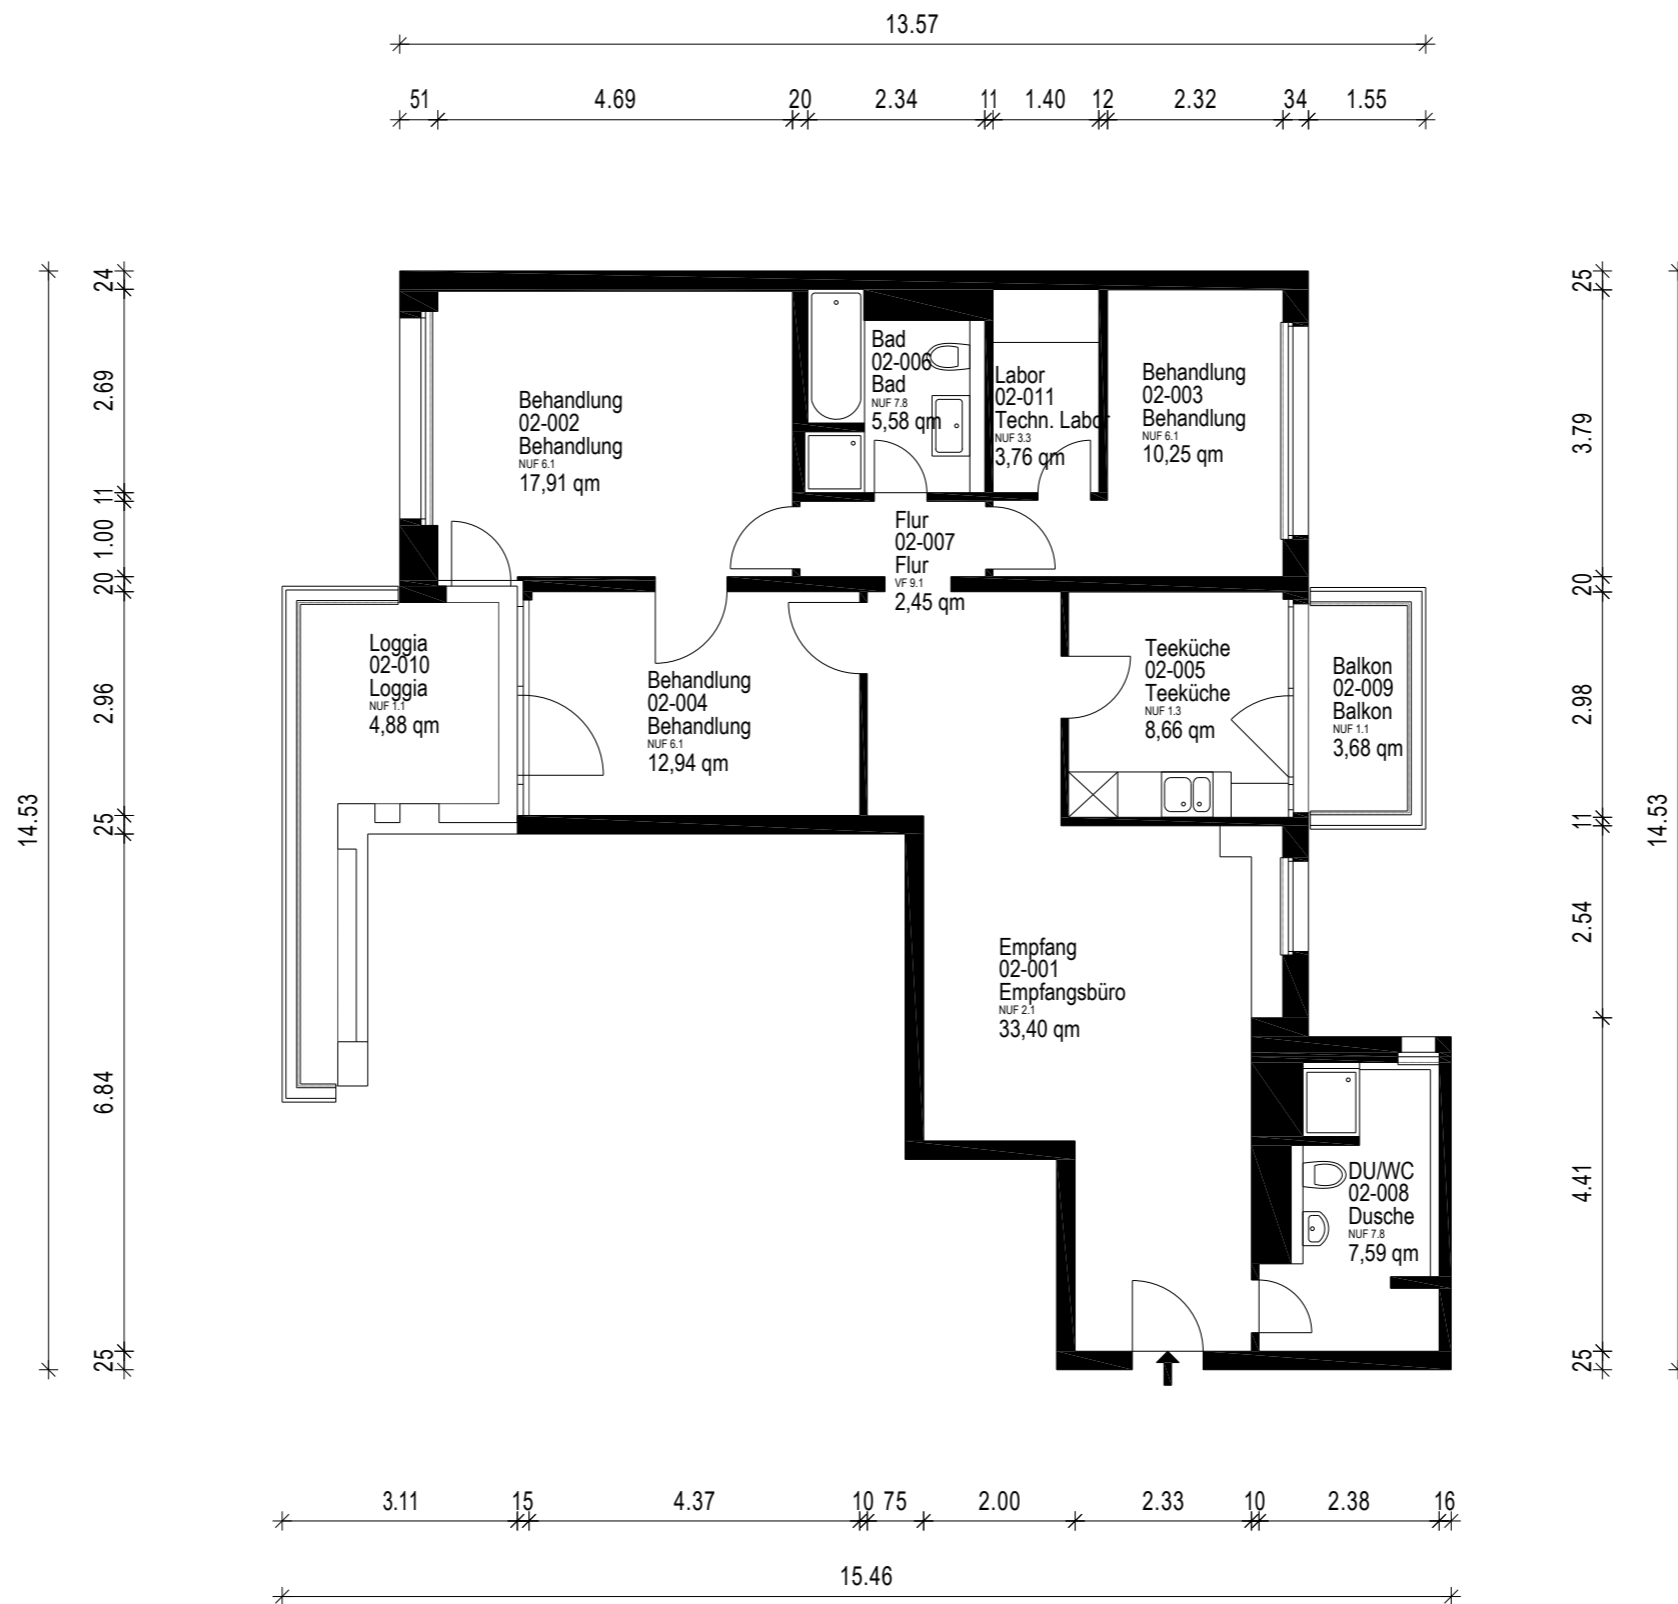 13.57
51 4.69 20 2.34 11 1.40 12 2.32 34 1.55
14.53
24
2.69
11
1.00
20
2.96
25
6.84
25
Behandlung
02-002
Behandlung
NUF 6.1
17,91 qm
Bad
02-006
Bad
NUF 7.8
5,58 qm
Labor
02-011
Techn. Labor
NUF 3.3
3,76 qm
Behandlung
02-003
Behandlung
NUF 6.1
10,25 qm
Flur
02-007
Flur
VF 9.1
2,45 qm
Loggia
02-010
Loggia
NUF 1.1
4,88 qm
Behandlung
02-004
Behandlung
NUF 6.1
12,94 qm
Teeküche
02-005
Teeküche
NUF 1.3
8,66 qm
Balkon
02-009
Balkon
NUF 1.1
3,68 qm
Empfang
02-001
Empfangsbüro
NUF 2.1
33,40 qm
DU/WC
02-008
Dusche
NUF 7.8
7,59 qm
25
3.79
20
2.98
11
2.54
4.41
25
14.53
3.11 15 4.37 10 75 2.00 2.33 10 2.38 16
15.46